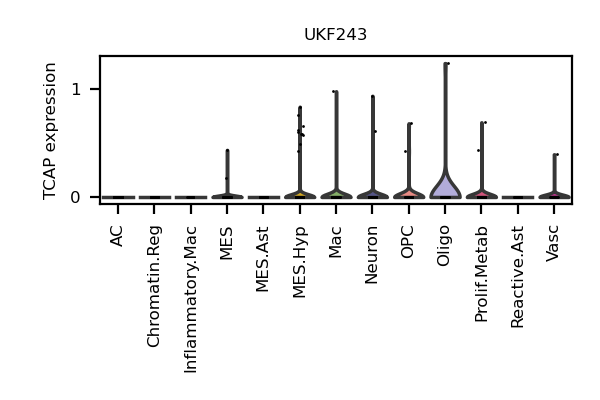 UKF243
TCAP expression
1
0
AC
Chromatin.Reg
Inflammatory.Mac
MES
MES.Ast
MES.Hyp
Mac
Neuron
OPC
Oligo
Prolif.Metab
Reactive.Ast
Vasc